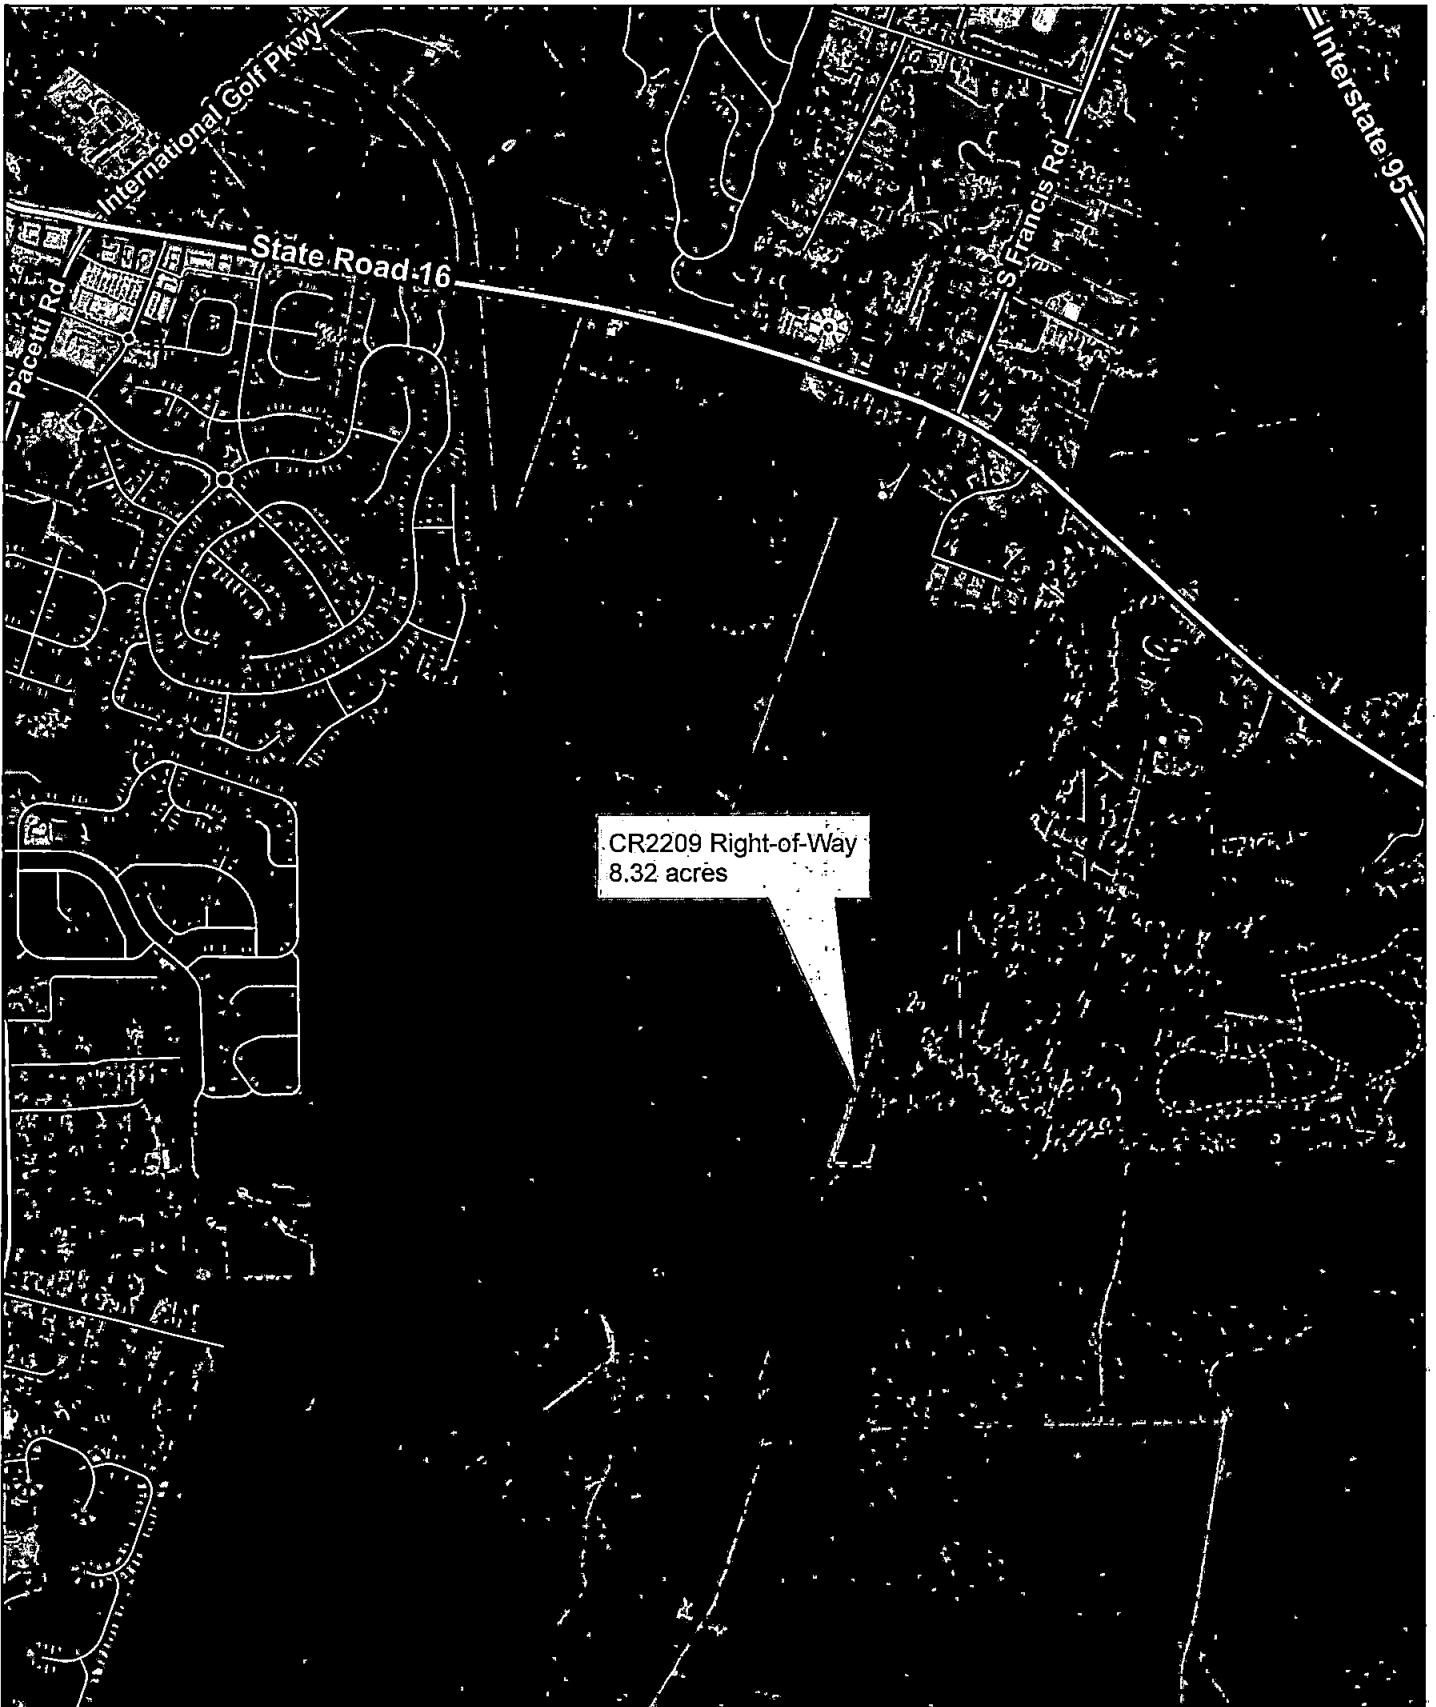 International Golf Pkwy
Interstate 95
S Francis Rd
State Road 16
Pacetti Rd
CR2209 Right-of-Way
8.32 acres